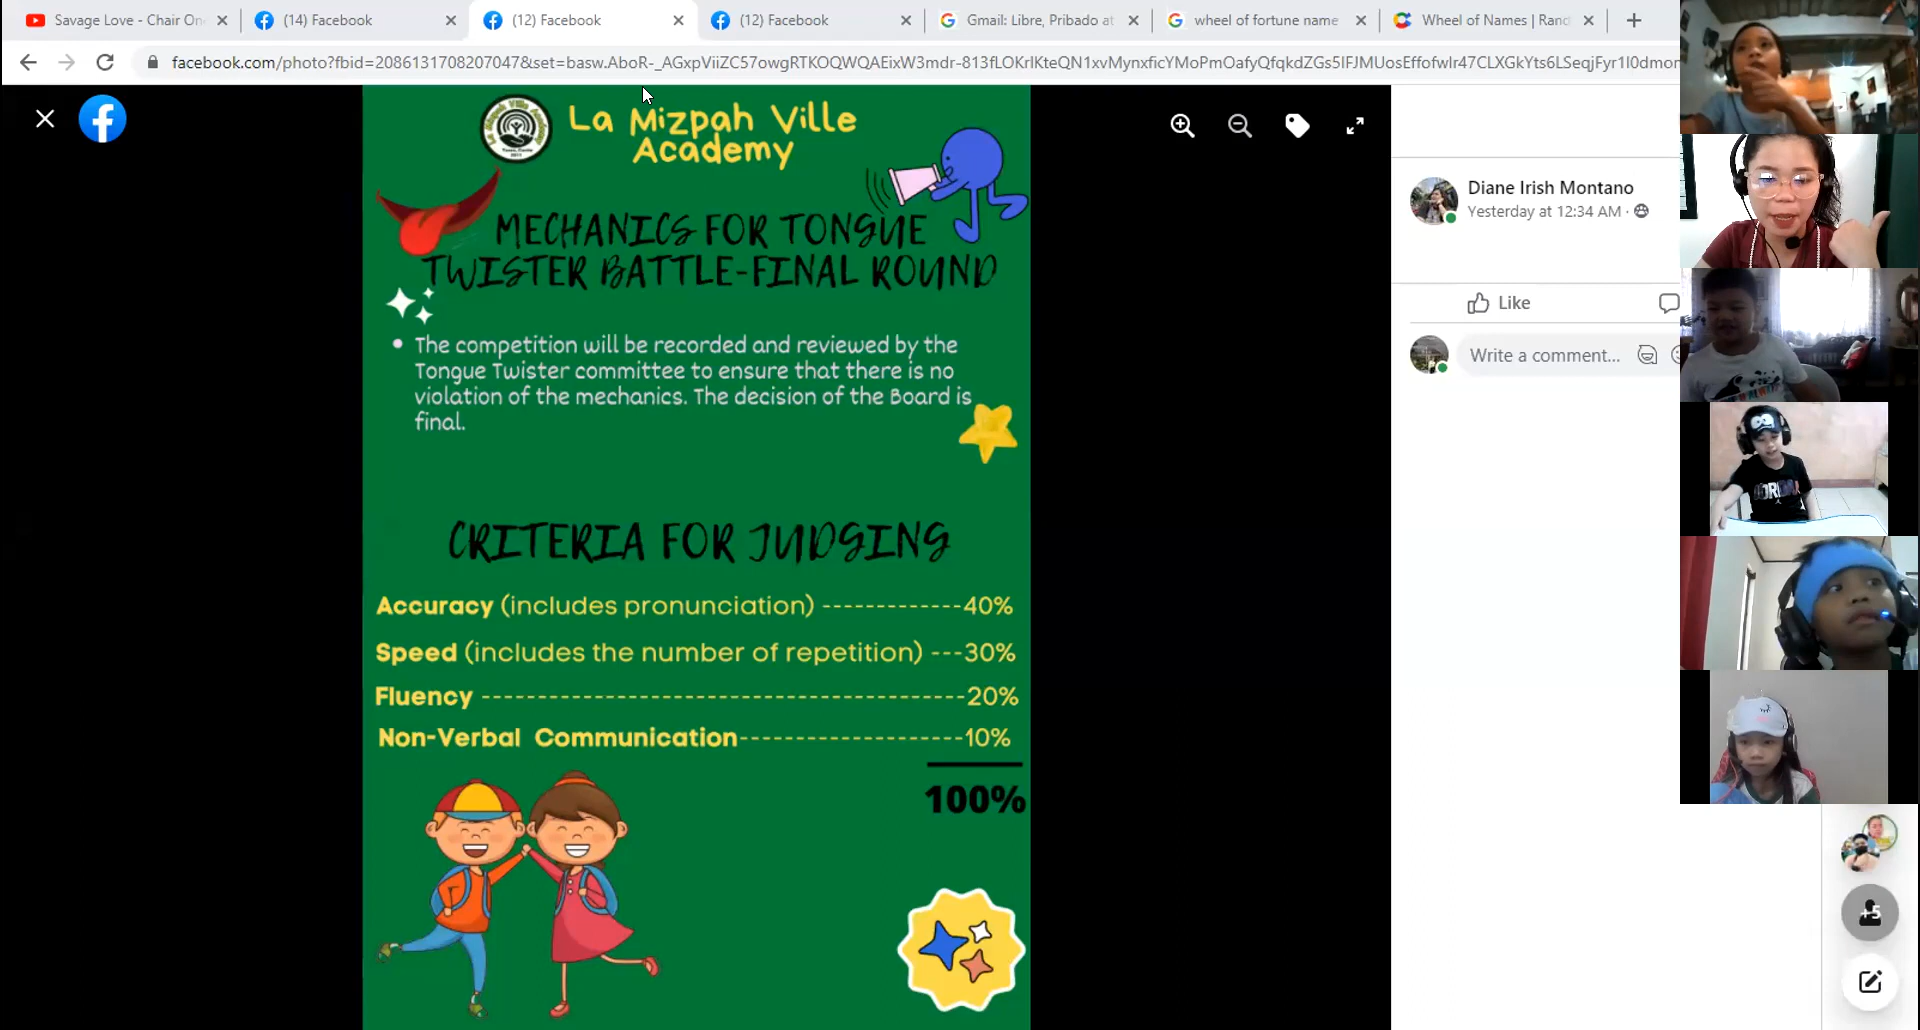 Savage Love - Chair On
(14) Facebook
(12) Facebook
(12) Facebook
Gmail: Libre, Pribado at
wheel of fortune name
Wheel of Names | Rand
facebook.com/photo?fbid=2086131708207047&set=basw.AboR-_AGxpViiZC57owgRTKOQWQAEixW3mdr-813fLOKrlKteQN1xvMynxficYMoPmOafyQfqkdZGs5IFJMUosEffofwlr47CLXGkYts6LSeqjFyr1l0dmor
La Mizpah Ville
Academy
MECHANICS FOR TONGUE
TWISTER BATTLE-FINAL ROUND
• The competition will be recorded and reviewed by the
Tongue Twister committee to ensure that there is no
violation of the mechanics. The decision of the Board is
final.
CRITERIA FOR JUDGING
Accuracy (includes pronunciation) -------------40%
Speed (includes the number of repetition) ---30%
Fluency ------------------------------------------20%
Non-Verbal Communication-------------------10%
100%
Diane Irish Montano
Yesterday at 12:34 AM ·
Like
Write a comment...
+5